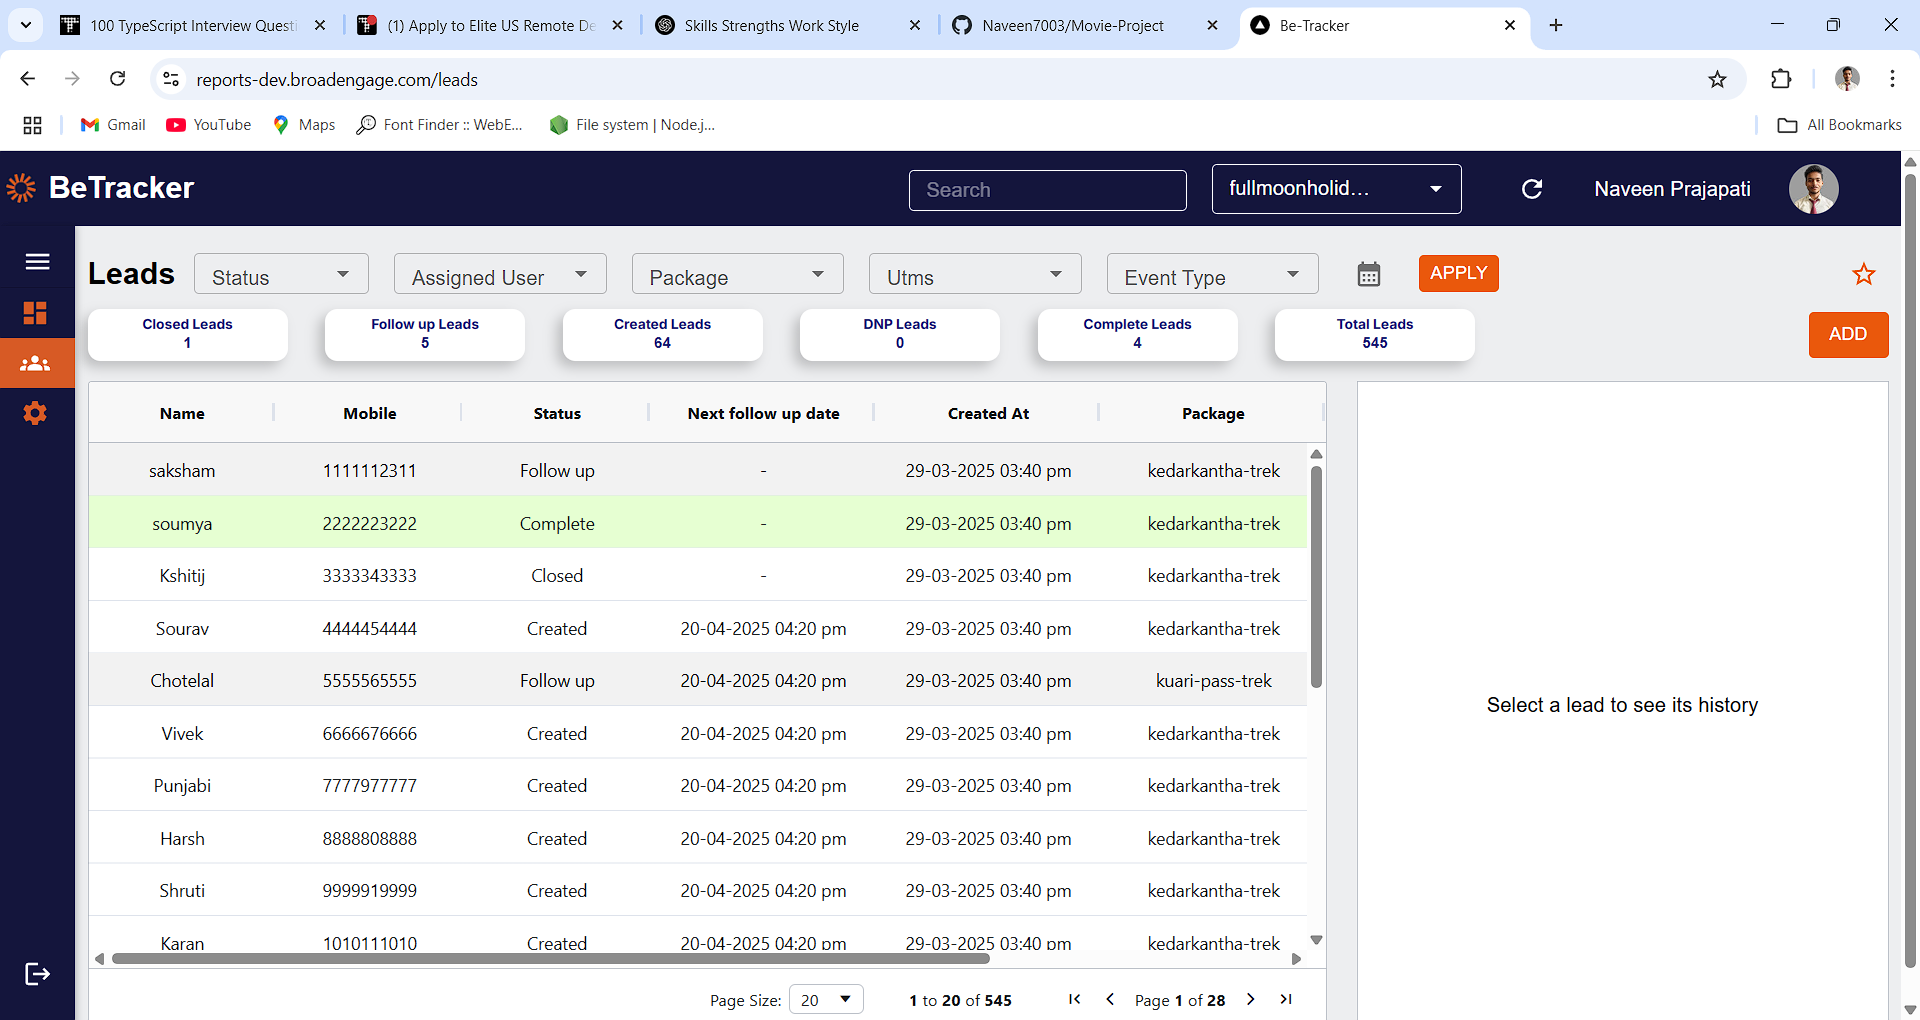 100 TypeScript Interview Questi
(1) Apply to Elite US Remote De
Skills Strengths Work Style
Naveen7003/Movie-Project
Be-Tracker
reports-dev.broadengage.com/leads
Gmail
YouTube
Maps
Font Finder :: WebE...
File system | Node.j...
All Bookmarks
BeTracker
Search
fullmoonholid...
Naveen Prajapati
Leads
Status
Assigned User
Package
Utms
Event Type
APPLY
Closed Leads
1
Follow up Leads
5
Created Leads
64
DNP Leads
0
Complete Leads
4
Total Leads
545
ADD
Name Mobile Status Next follow up date Created At Package
saksham 1111112311 Follow up - 29-03-2025 03:40 pm kedarkantha-trek
soumya 2222223222 Complete - 29-03-2025 03:40 pm kedarkantha-trek
Kshitij 3333343333 Closed - 29-03-2025 03:40 pm kedarkantha-trek
Sourav 4444454444 Created 20-04-2025 04:20 pm 29-03-2025 03:40 pm kedarkantha-trek
Chotelal 5555565555 Follow up 20-04-2025 04:20 pm 29-03-2025 03:40 pm kuari-pass-trek
Vivek 6666676666 Created 20-04-2025 04:20 pm 29-03-2025 03:40 pm kedarkantha-trek
Punjabi 7777977777 Created 20-04-2025 04:20 pm 29-03-2025 03:40 pm kedarkantha-trek
Harsh 8888808888 Created 20-04-2025 04:20 pm 29-03-2025 03:40 pm kedarkantha-trek
Shruti 9999919999 Created 20-04-2025 04:20 pm 29-03-2025 03:40 pm kedarkantha-trek
Karan 1010111010 Created 20-04-2025 04:20 pm 29-03-2025 03:40 pm kedarkantha-trek
Select a lead to see its history
Page Size: 20 1 to 20 of 545 Page 1 of 28